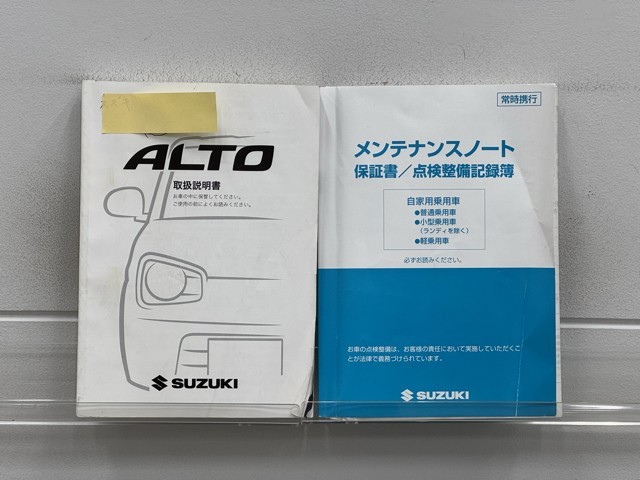 ALTO
取扱説明書
お車の中に保管してください。
ご使用の前によくお読みください。
SUZUKI
常時携行
メンテナンスノート
保証書／点検整備記録簿
自家用乗用車
●普通乗用車
●小型乗用車
（ランディを除く）
●軽乗用車
必ずお読みください。
お車の点検整備は、お客様の責任において実施していただくこ
とが法律で義務づけられています。
SUZUKI